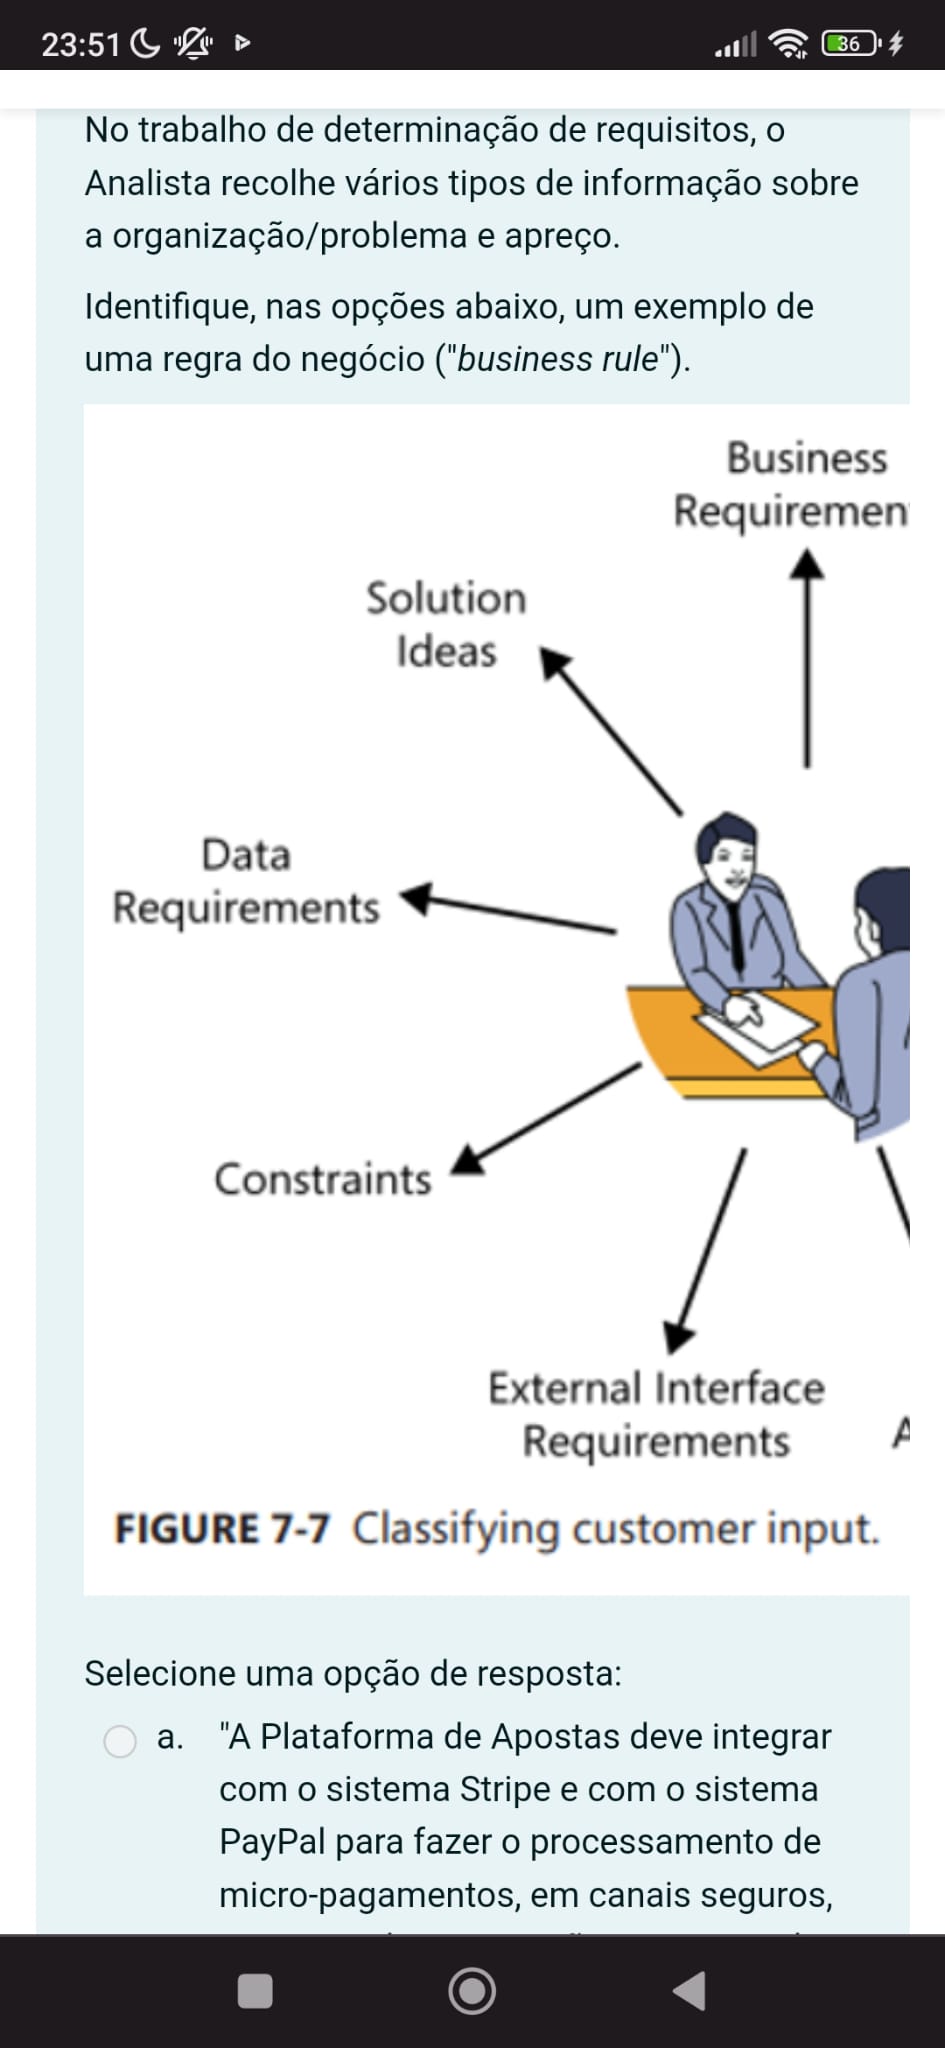 23:51
36
No trabalho de determinação de requisitos, o
Analista recolhe vários tipos de informação sobre
a organização/problema e apreço.
Identifique, nas opções abaixo, um exemplo de
uma regra do negócio ("business rule").
Business
Requiremen
Solution
Ideas
Data
Requirements
Constraints
External Interface
Requirements
A
FIGURE 7-7 Classifying customer input.
Selecione uma opção de resposta:
a. "A Plataforma de Apostas deve integrar
com o sistema Stripe e com o sistema
PayPal para fazer o processamento de
micro-pagamentos, em canais seguros,